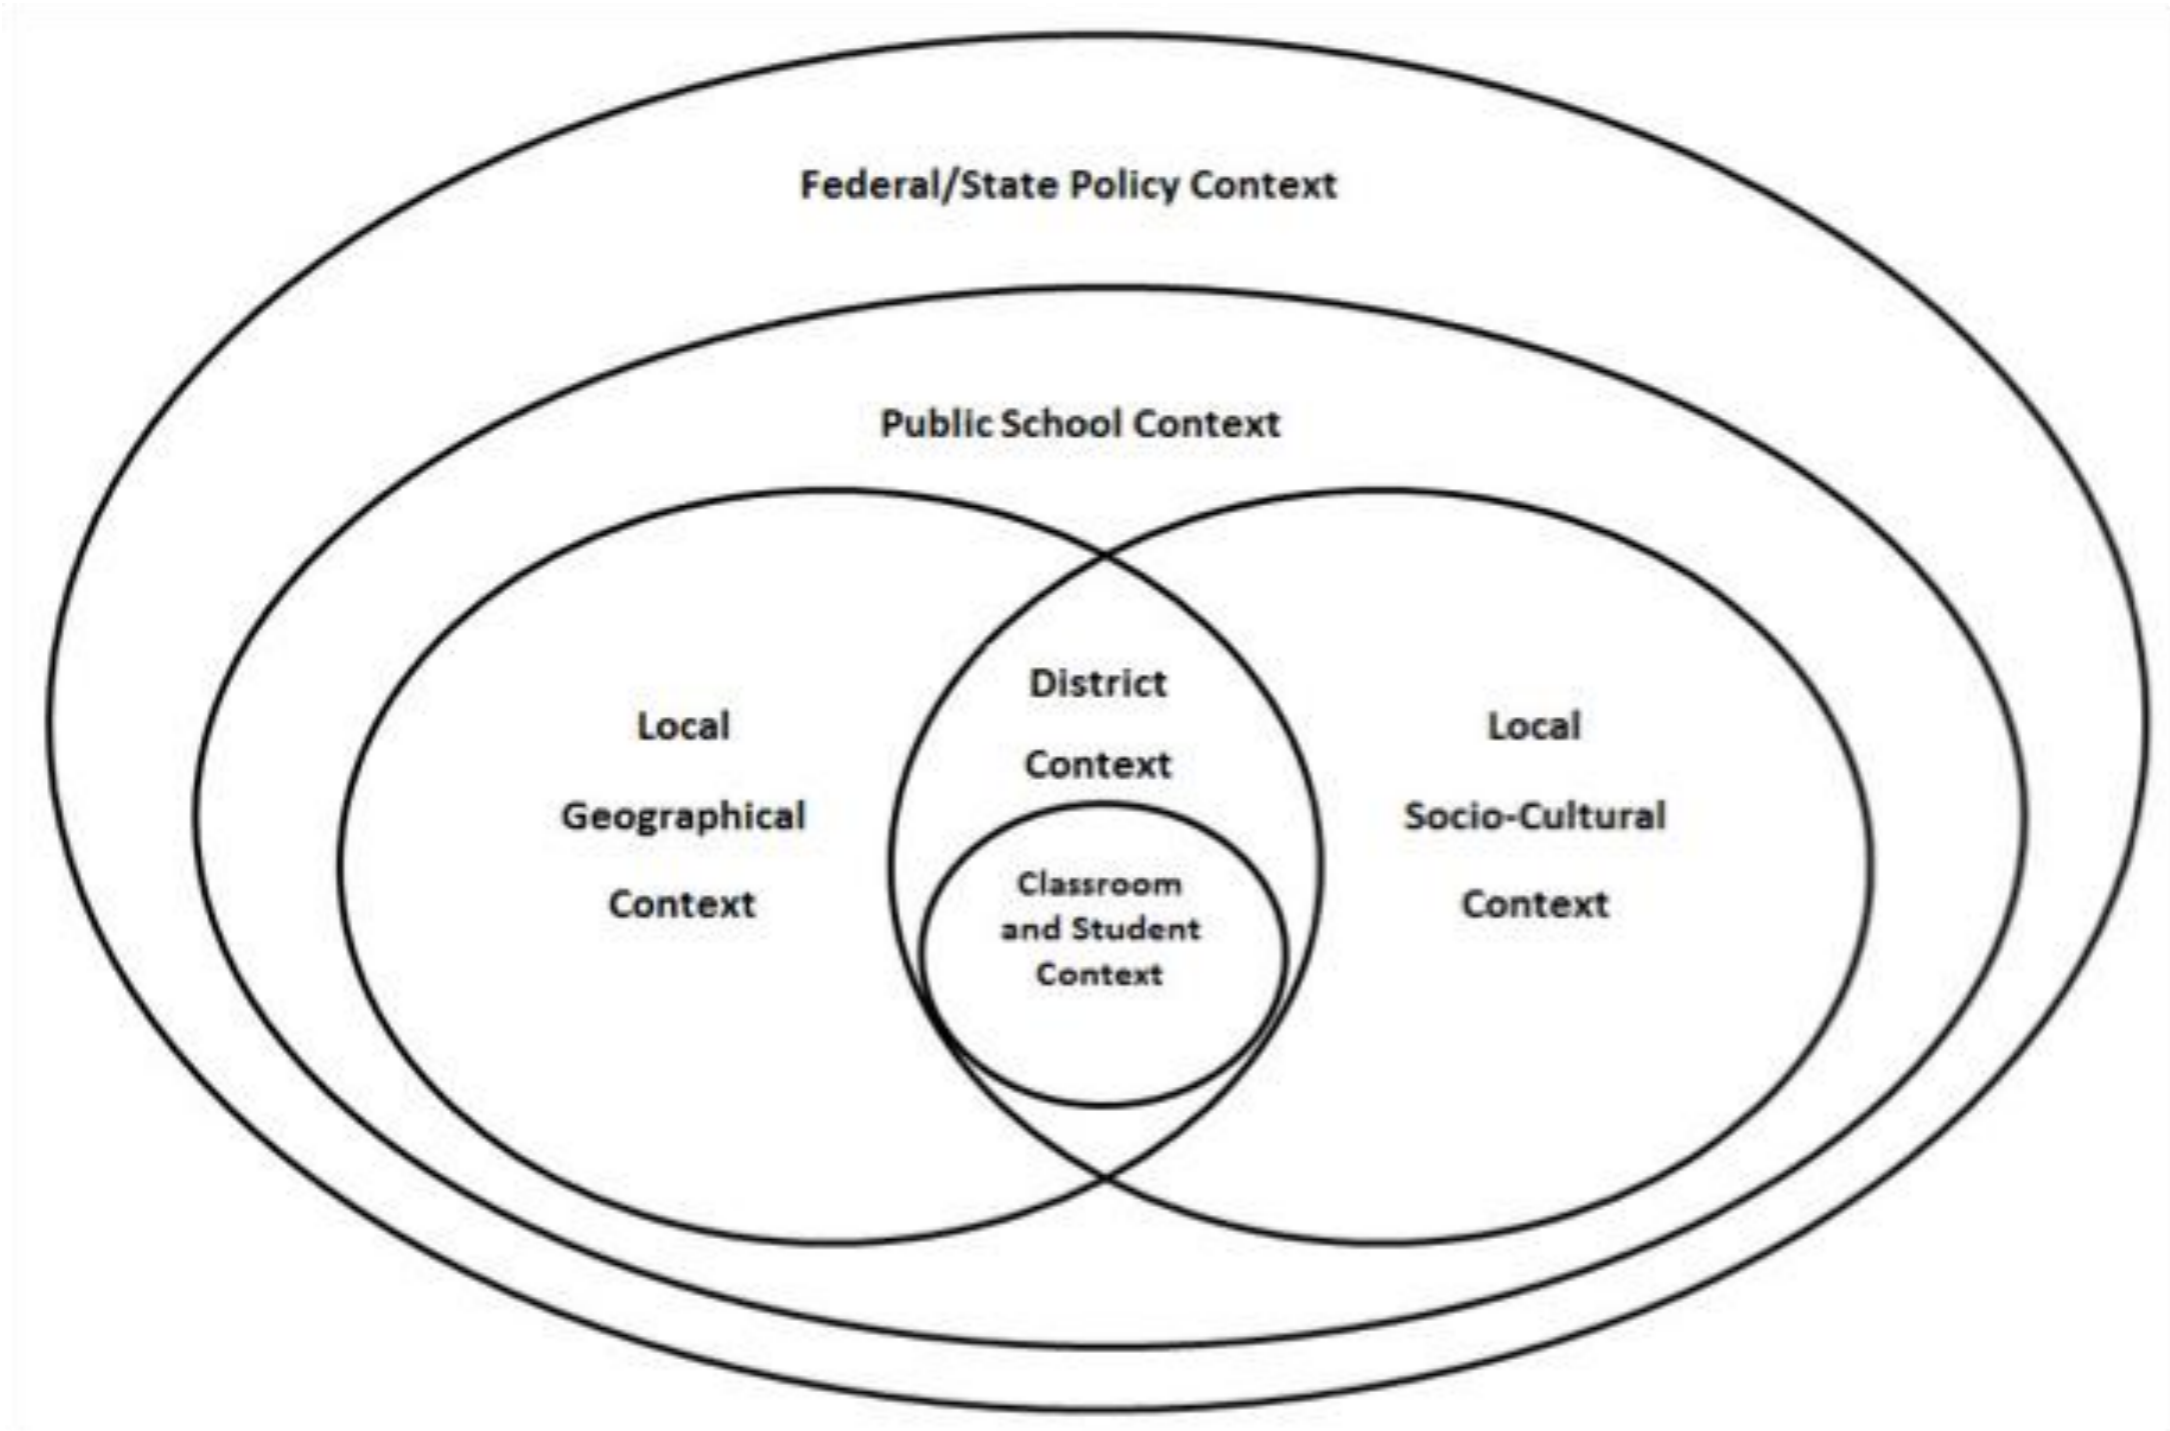 Federal/State Policy Context
Public School Context
Local
Geographical
Context
District
Context
Classroom
and Student
Context
Local
Socio-Cultural
Context